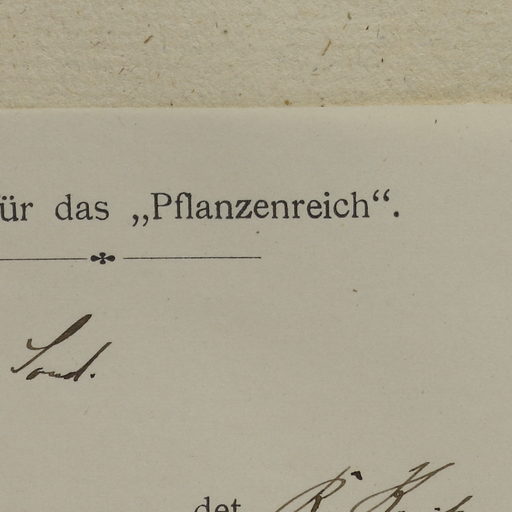 ür das „Pflanzenreich“.
Sond.
det.